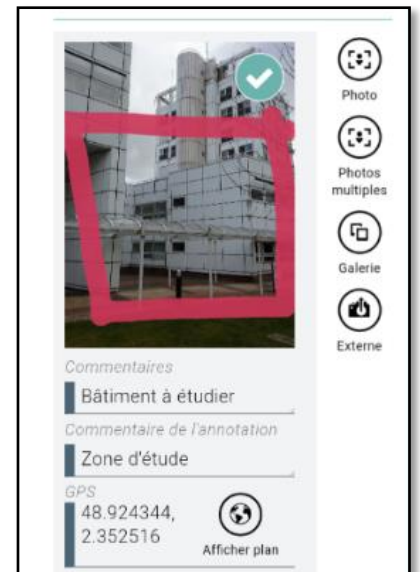 Photo
Photos
multiples
Galerie
Externe
Commentaires
Bâtiment à étudier
Commentaire de l'annotation
Zone d'étude
GPS
48.924344,
2.352516
Afficher plan